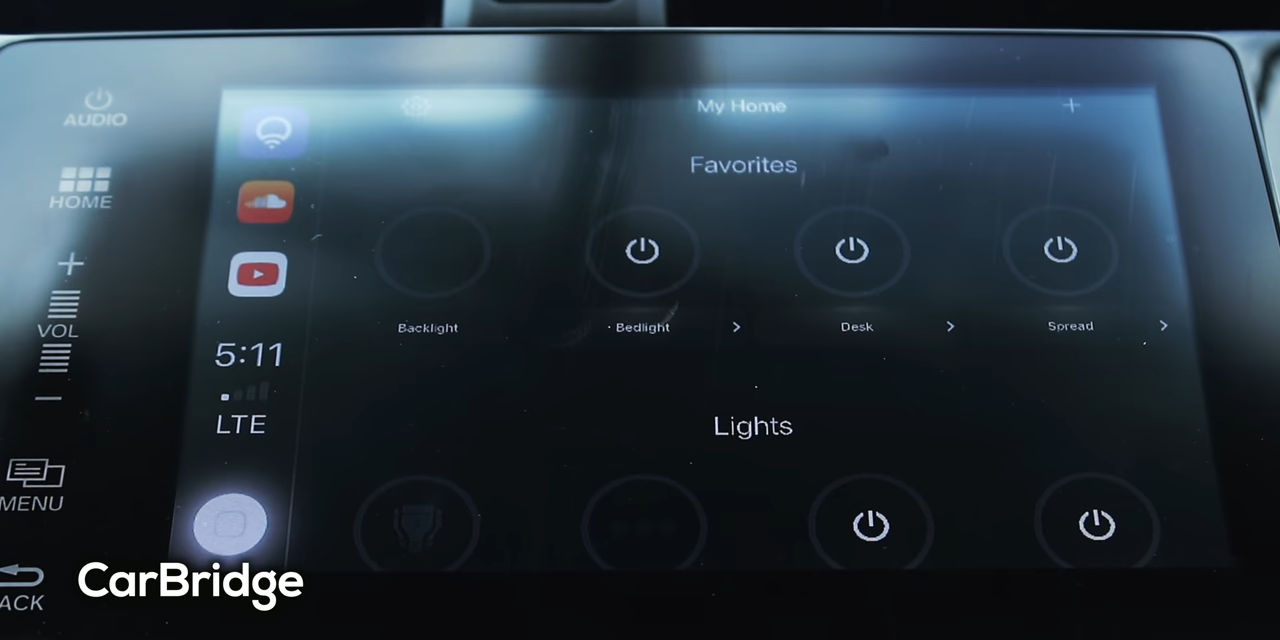 AUDIO
HOME
VOL
MENU
ACK
5:11
LTE
My Home
Favorites
Backlight
Bedlight
Desk
Spread
Lights
CarBridge